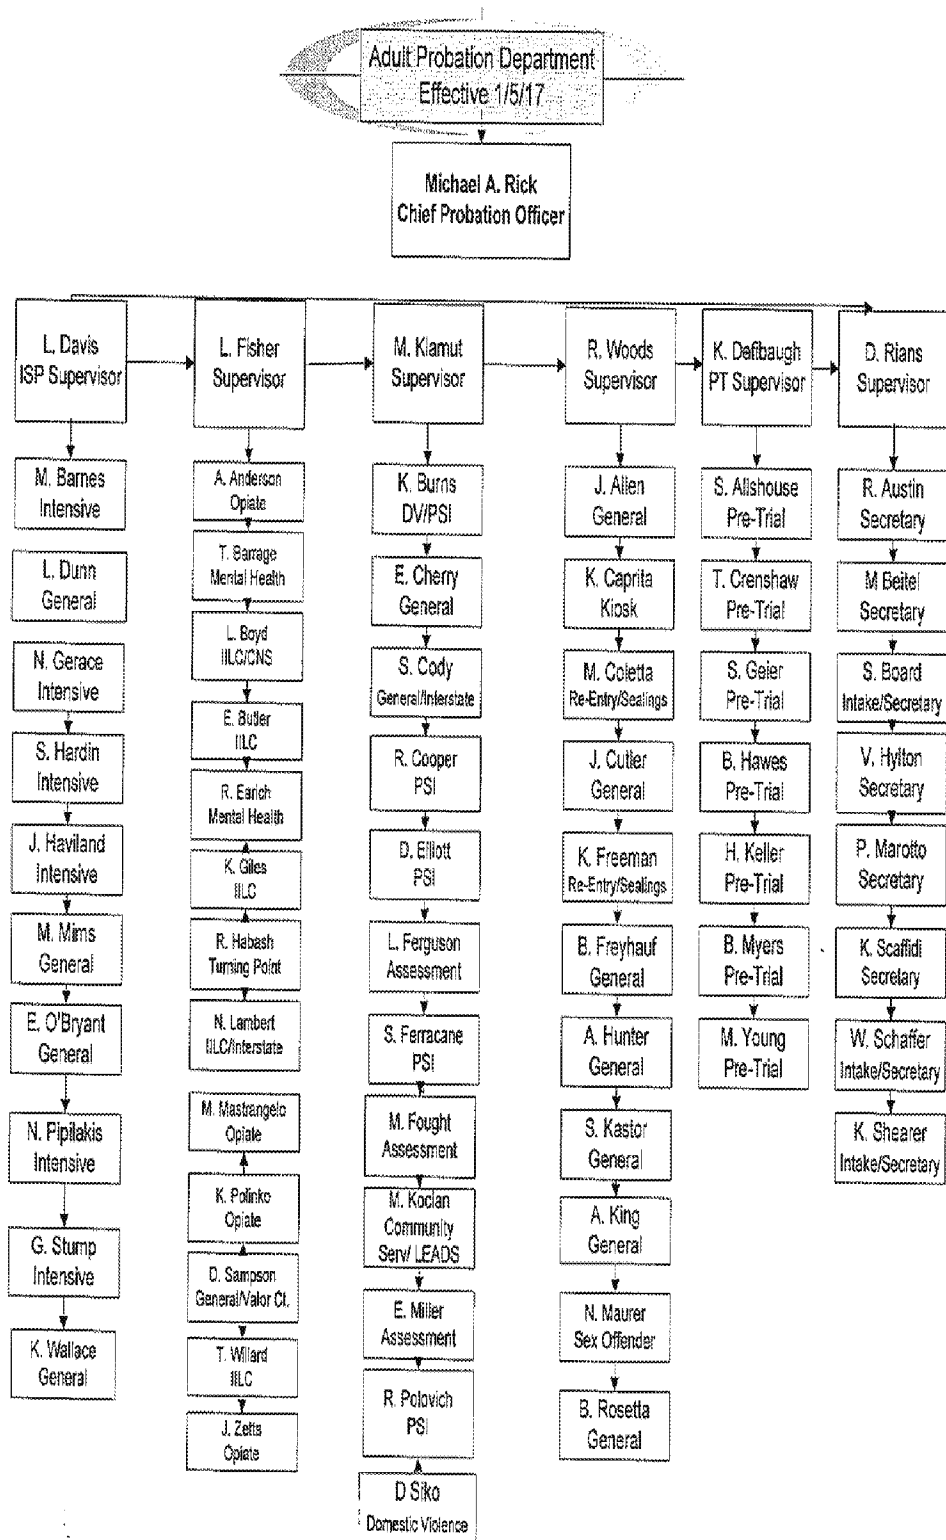 Adult Probation Department
Effective 1/5/17
Michael A. Rick
Chief Probation Officer
L. Davis
ISP Supervisor
M. Barnes
Intensive
L. Dunn
General
N. Gerace
Intensive
S. Hardin
Intensive
J. Haviland
Intensive
M. Mims
General
E. O'Bryant
General
N. Pipilakis
Intensive
G. Stump
Intensive
K. Wallace
General
L. Fisher
Supervisor
A. Anderson
Opiate
T. Barrage
Mental Health
L. Boyd
IILC/CNS
E. Butler
IILC
R. Earich
Mental Health
K. Giles
IILC
R. Habash
Turning Point
N. Lambert
IILC/Interstate
M. Mastrangelo
Opiate
K. Polinko
Opiate
D. Sampson
General/Valor Ct.
T. Willard
IILC
J. Zetts
Opiate
M. Klamut
Supervisor
K. Burns
DV/PSI
E. Cherry
General
S. Cody
General/Interstate
R. Cooper
PSI
D. Elliott
PSI
L. Ferguson
Assessment
S. Ferracane
PSI
M. Fought
Assessment
M. Koclan
Community
Serv/ LEADS
E. Miller
Assessment
R. Polovich
PSI
D Siko
Domestic Violence
R. Woods
Supervisor
J. Allen
General
K. Caprita
Kiosk
M. Coletta
Re-Entry/Sealings
J. Cutler
General
K. Freeman
Re-Entry/Sealings
B. Freyhauf
General
A. Hunter
General
S. Kastor
General
A. King
General
N. Maurer
Sex Offender
B. Rosetta
General
K. Defibaugh
PT Supervisor
S. Allshouse
Pre-Trial
T. Crenshaw
Pre-Trial
S. Geier
Pre-Trial
B. Hawes
Pre-Trial
H. Keller
Pre-Trial
B. Myers
Pre-Trial
M. Young
Pre-Trial
D. Rians
Supervisor
R. Austin
Secretary
M Beitel
Secretary
S. Board
Intake/Secretary
V. Hylton
Secretary
P. Marotto
Secretary
K. Scaffidi
Secretary
W. Schaffer
Intake/Secretary
K. Shearer
Intake/Secretary